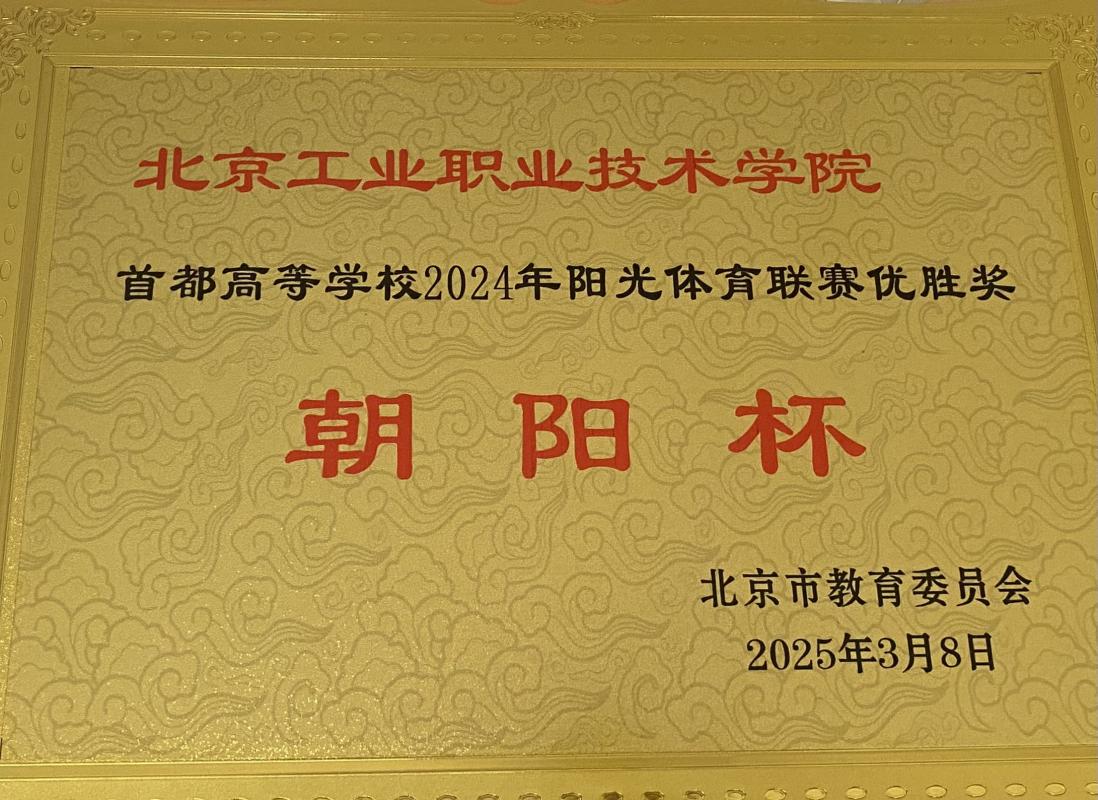 北京工业职业技术学院
首都高等学校2024年阳光体育联赛优胜奖
朝阳杯
北京市教育委员会
2025年3月8日